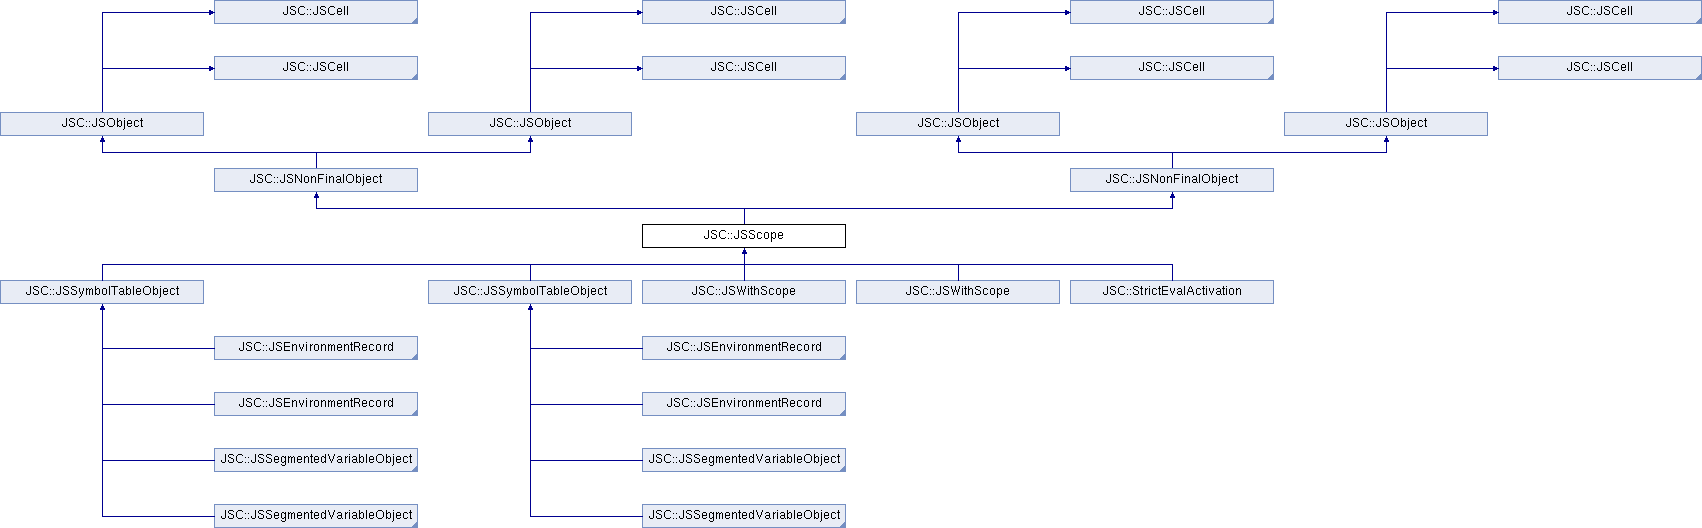 JSC::JSCell JSC::JSCell JSC::JSCell JSC::JSCell
JSC::JSCell JSC::JSCell JSC::JSCell JSC::JSCell
JSC::JSObject JSC::JSObject JSC::JSObject JSC::JSObject
JSC::JSNonFinalObject JSC::JSNonFinalObject
JSC::JSScope
JSC::JSSymbolTableObject JSC::JSSymbolTableObject JSC::JSWithScope JSC::JSWithScope JSC::StrictEvalActivation
JSC::JSEnvironmentRecord JSC::JSEnvironmentRecord
JSC::JSEnvironmentRecord JSC::JSEnvironmentRecord
JSC::JSSegmentedVariableObject JSC::JSSegmentedVariableObject
JSC::JSSegmentedVariableObject JSC::JSSegmentedVariableObject